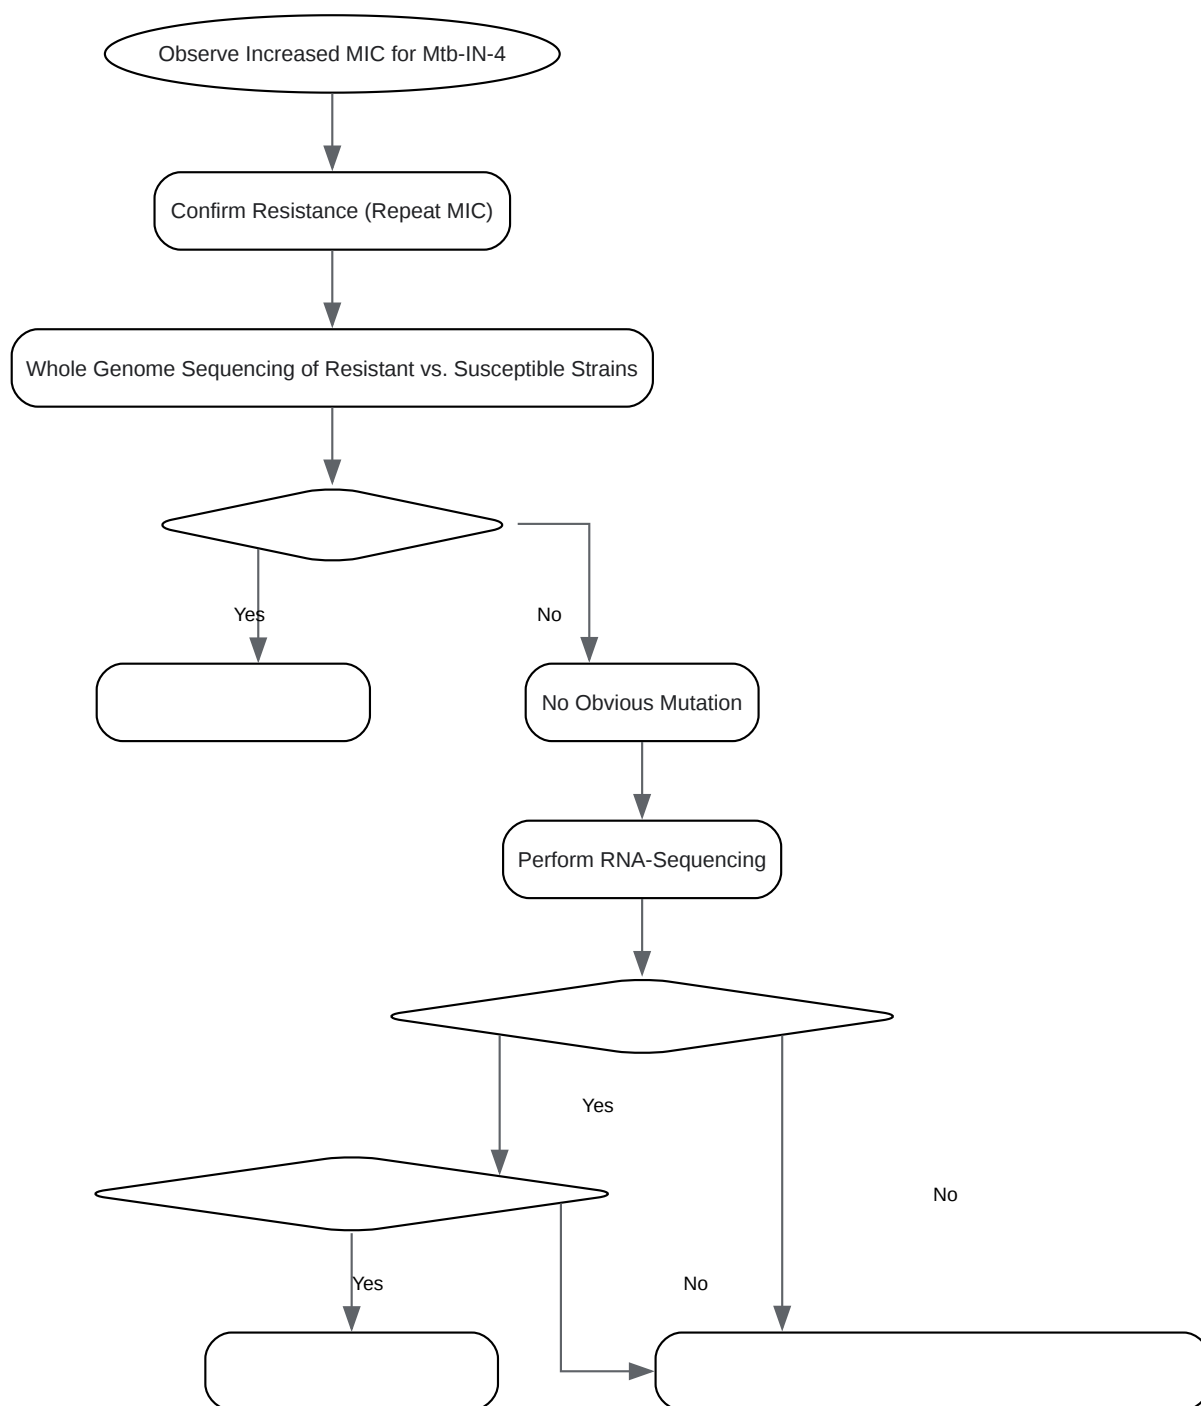 Observe Increased MIC for Mtb-IN-4
Confirm Resistance (Repeat MIC)
Whole Genome Sequencing of Resistant vs. Susceptible Strains
Yes
No
No Obvious Mutation
Perform RNA-Sequencing
Yes
No
Yes
No